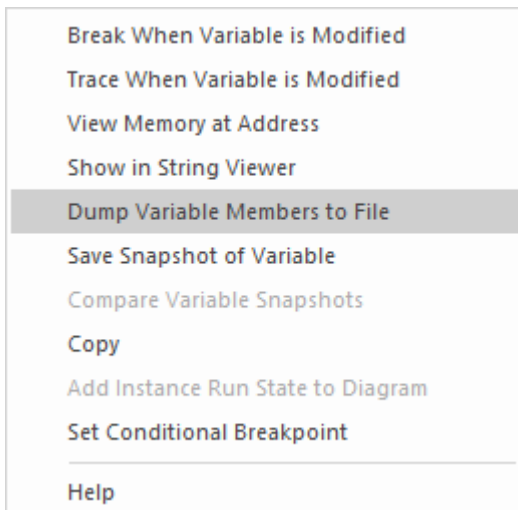 Break When Variable is Modified
Trace When Variable is Modified
View Memory at Address
Show in String Viewer
Dump Variable Members to File
Save Snapshot of Variable
Compare Variable Snapshots
Copy
Add Instance Run State to Diagram
Set Conditional Breakpoint
Help